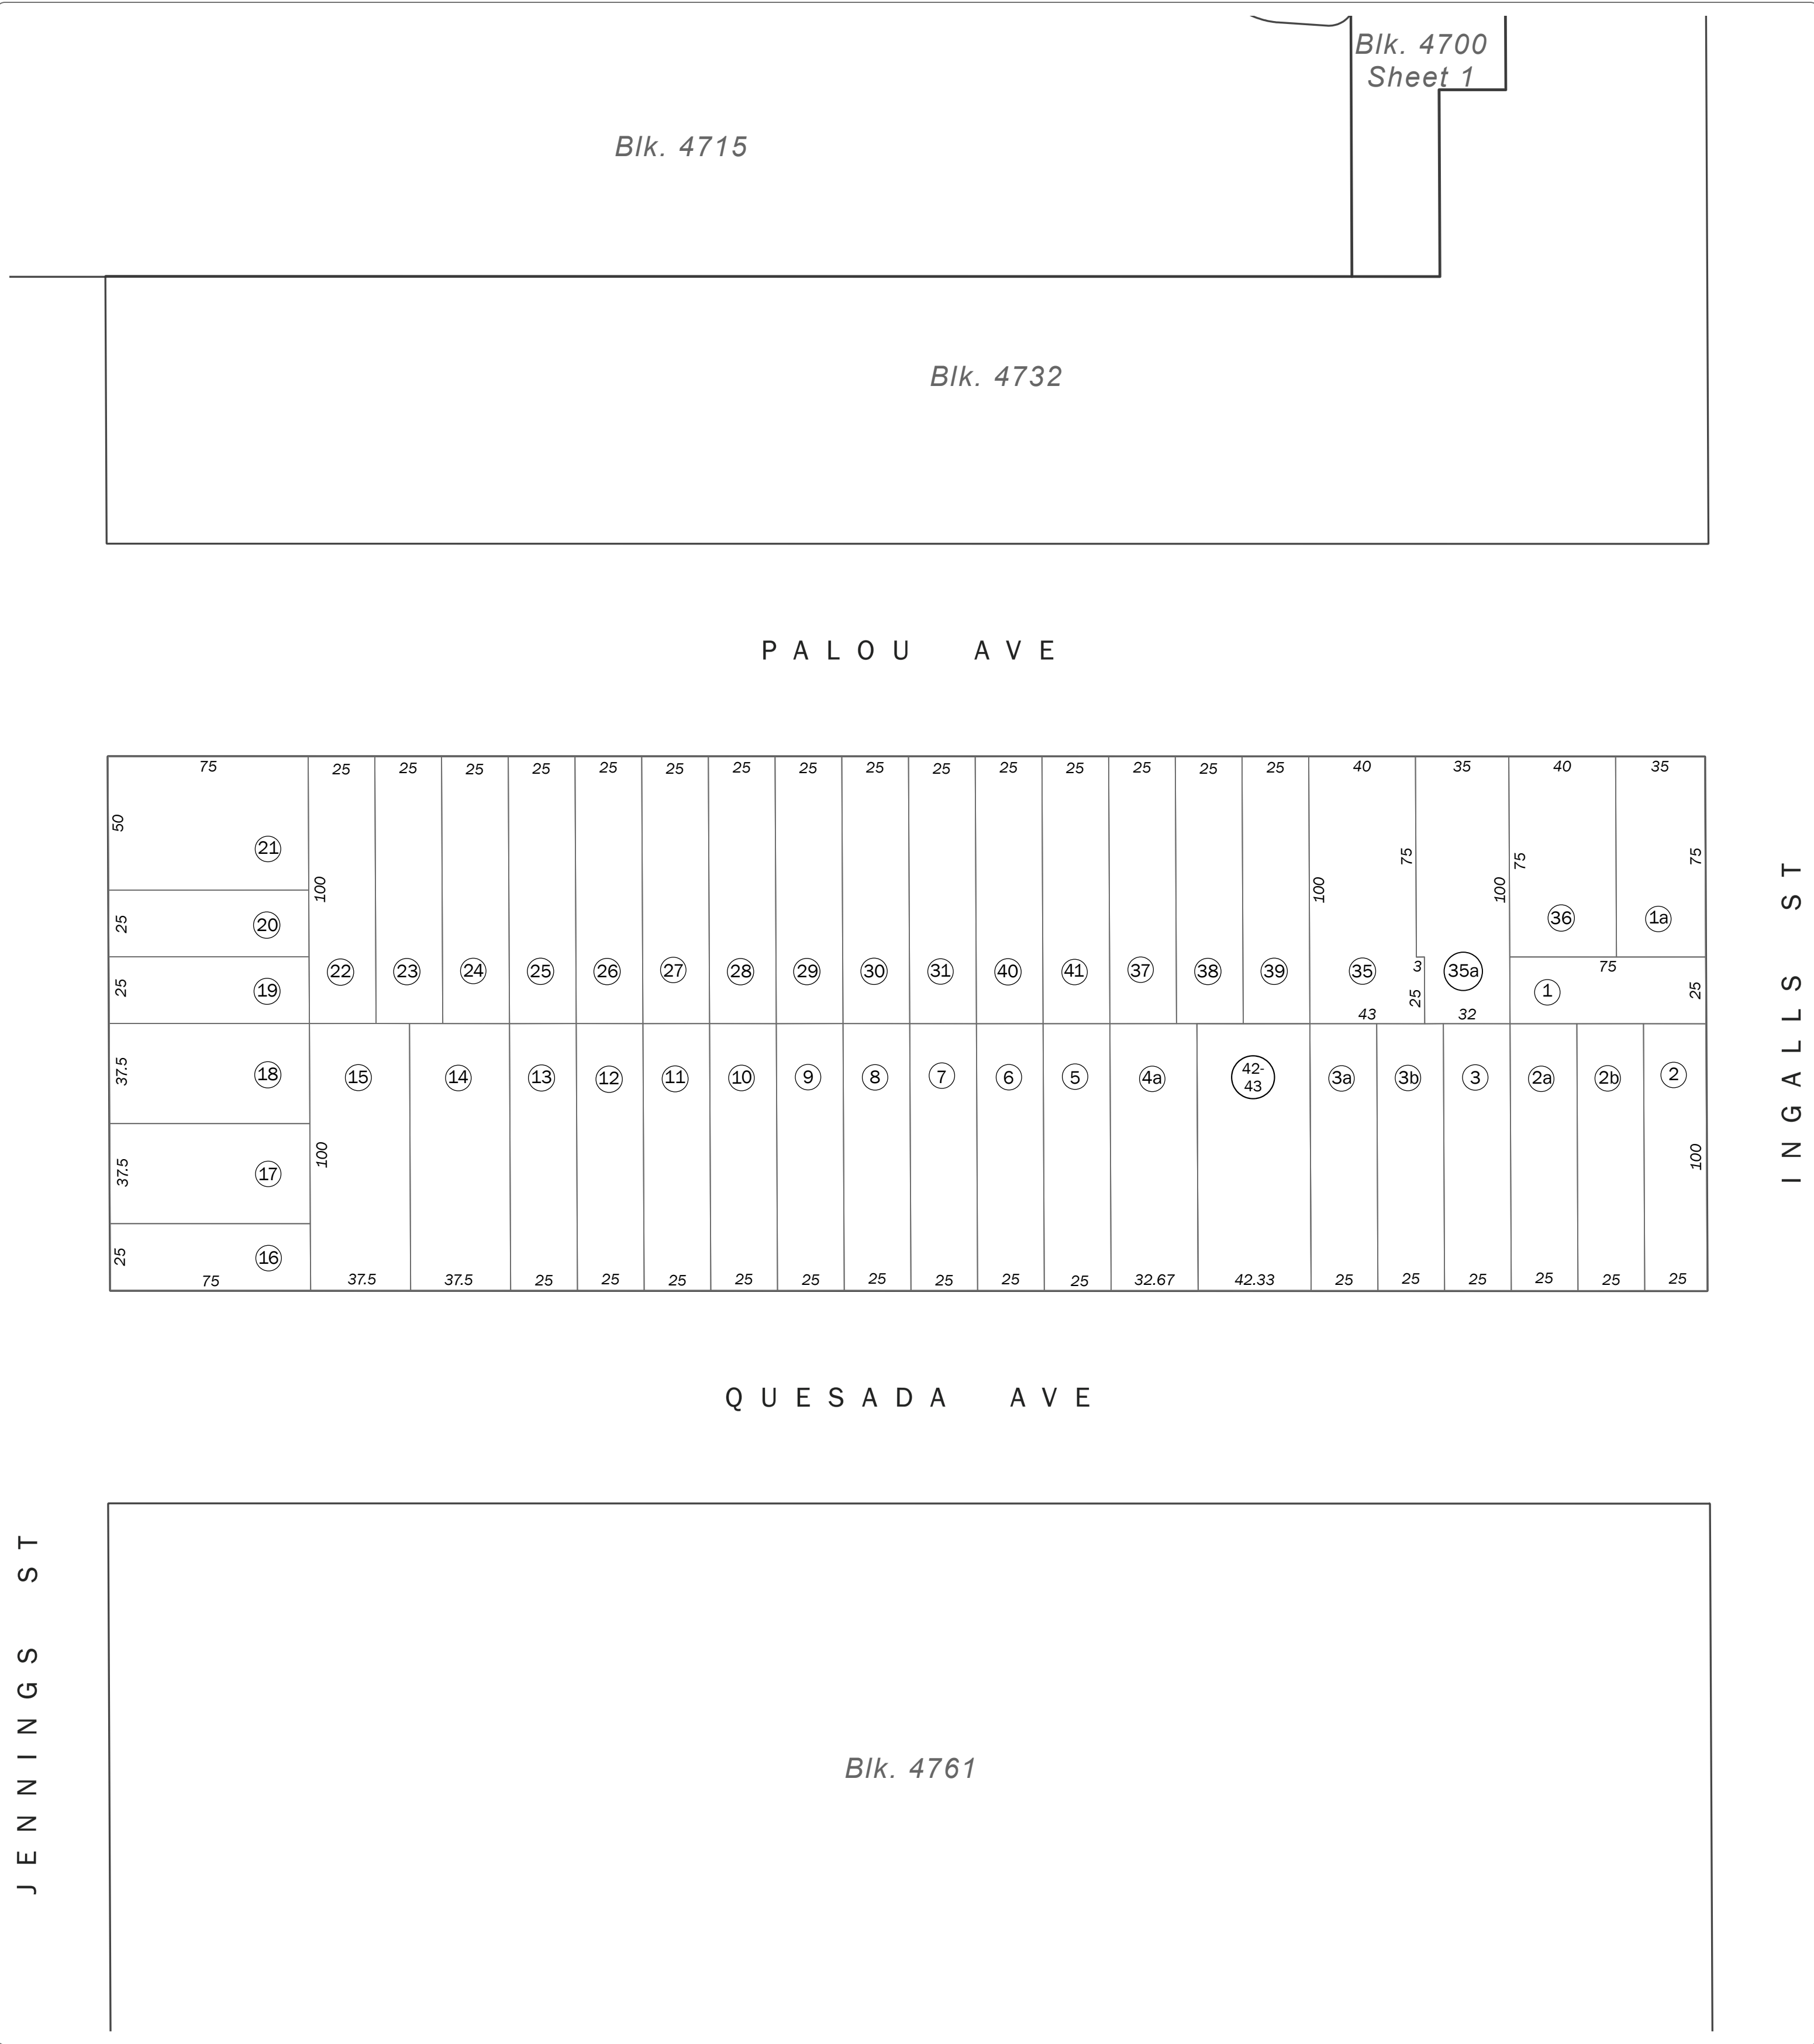 Blk. 4700
Sheet 1
Blk. 4715
Blk. 4732
PALOU AVE
75 25 25 25 25 25 25 25 25 25 25 25 25 25 25 25 40 35 40 35
50 21 100 100 75 100 75 75
25 20 36 1a
25 19 22 23 24 25 26 27 28 29 30 31 40 41 37 38 39 35 3 35a 75
25 43 32 1 25
37.5 18 15 14 13 12 11 10 9 8 7 6 5 4a 42-
43 3a 3b 3 2a 2b 2
37.5 17 100 100
25 16
75 37.5 37.5 25 25 25 25 25 25 25 25 25 32.67 42.33 25 25 25 25 25 25
INGALLS ST
QUESADA AVE
JENNINGS ST
Blk. 4761